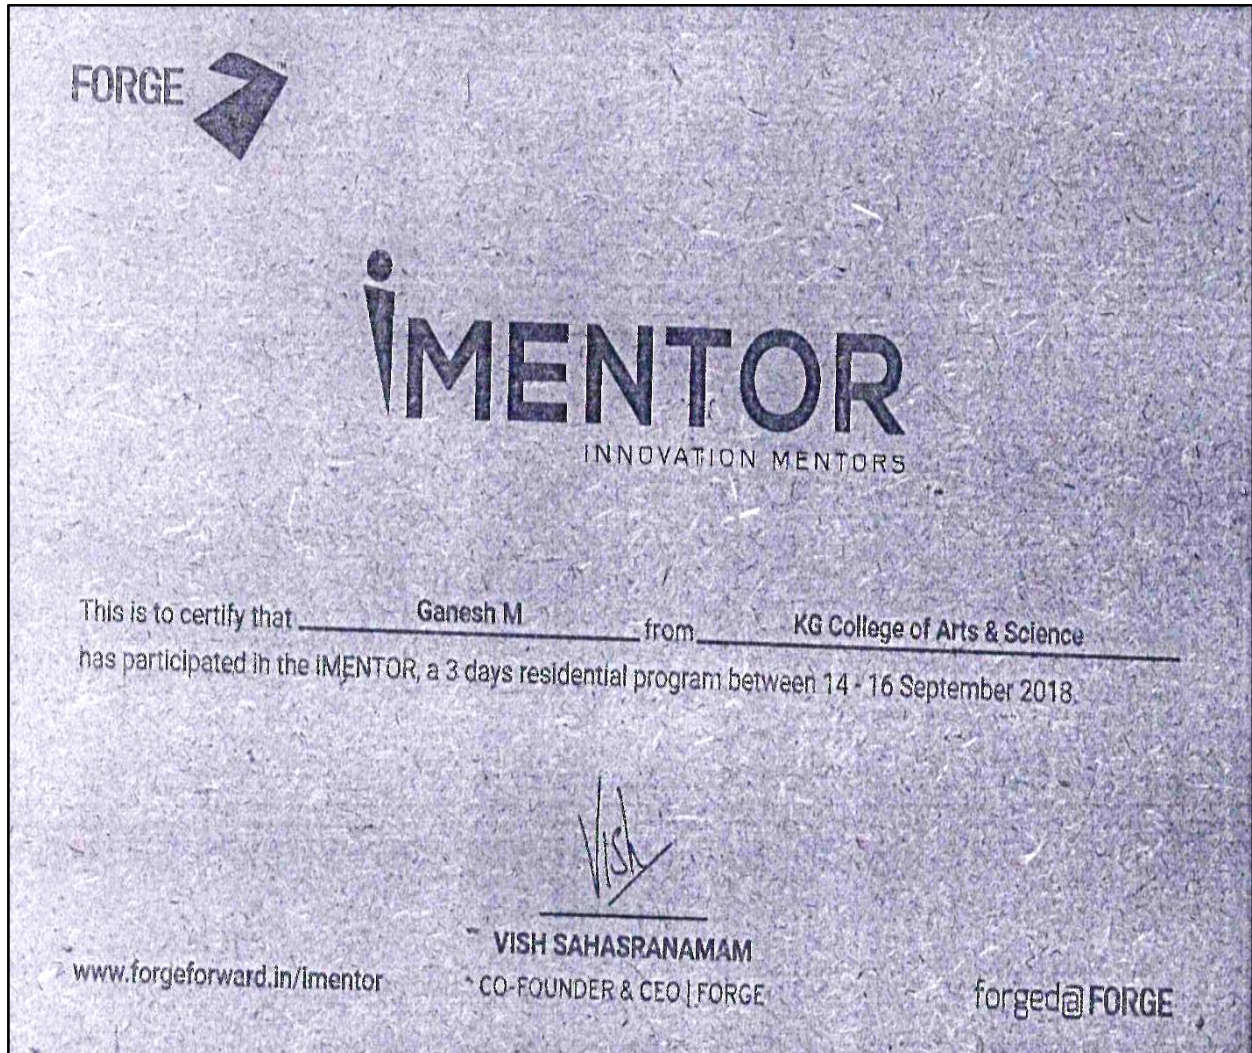 FORGE
iMENTOR
INNOVATION MENTORS
This is to certify that Ganesh M from KG College of Arts & Science
has participated in the IMENTOR, a 3 days residential program between 14 - 16 September 2018.
Vish
VISH SAHASRANAMAM
CO-FOUNDER & CEO | FORGE
www.forgeforward.in/imentor
forged@FORGE